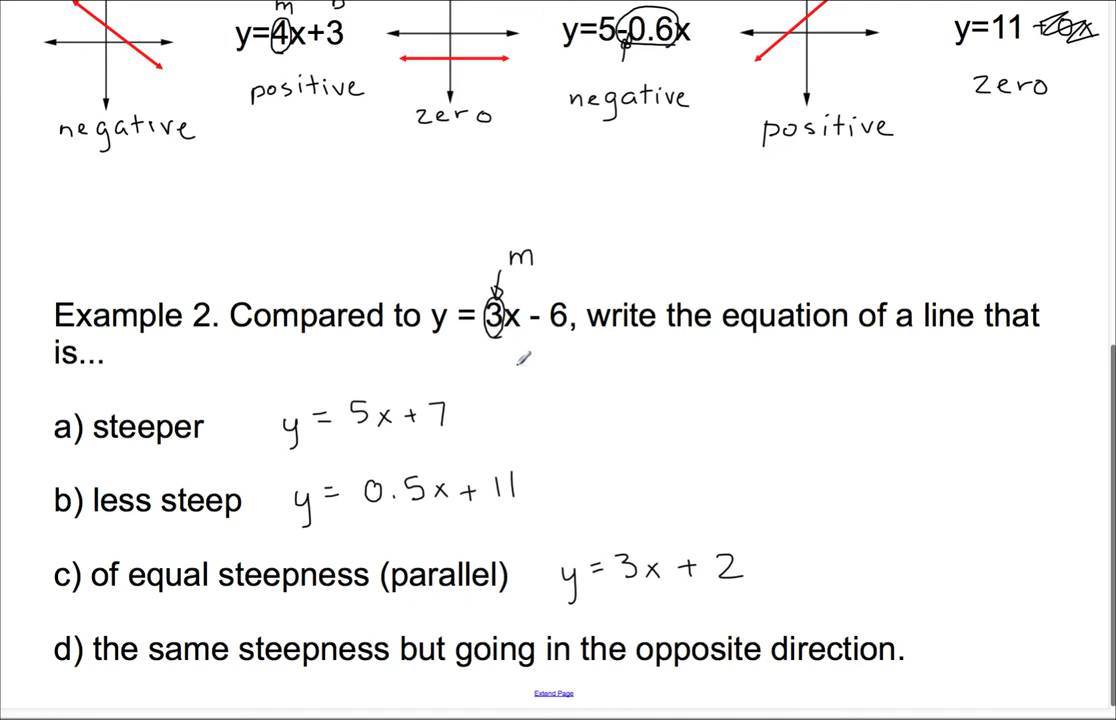 m b
y=4x+3 y=5-0.6x y=11
positive zero
negative zero negative positive
m
Example 2. Compared to y = 3x - 6, write the equation of a line that
is...
a) steeper y = 5x + 7
b) less steep y = 0.5x + 11
c) of equal steepness (parallel) y = 3x + 2
d) the same steepness but going in the opposite direction.
Extend Page